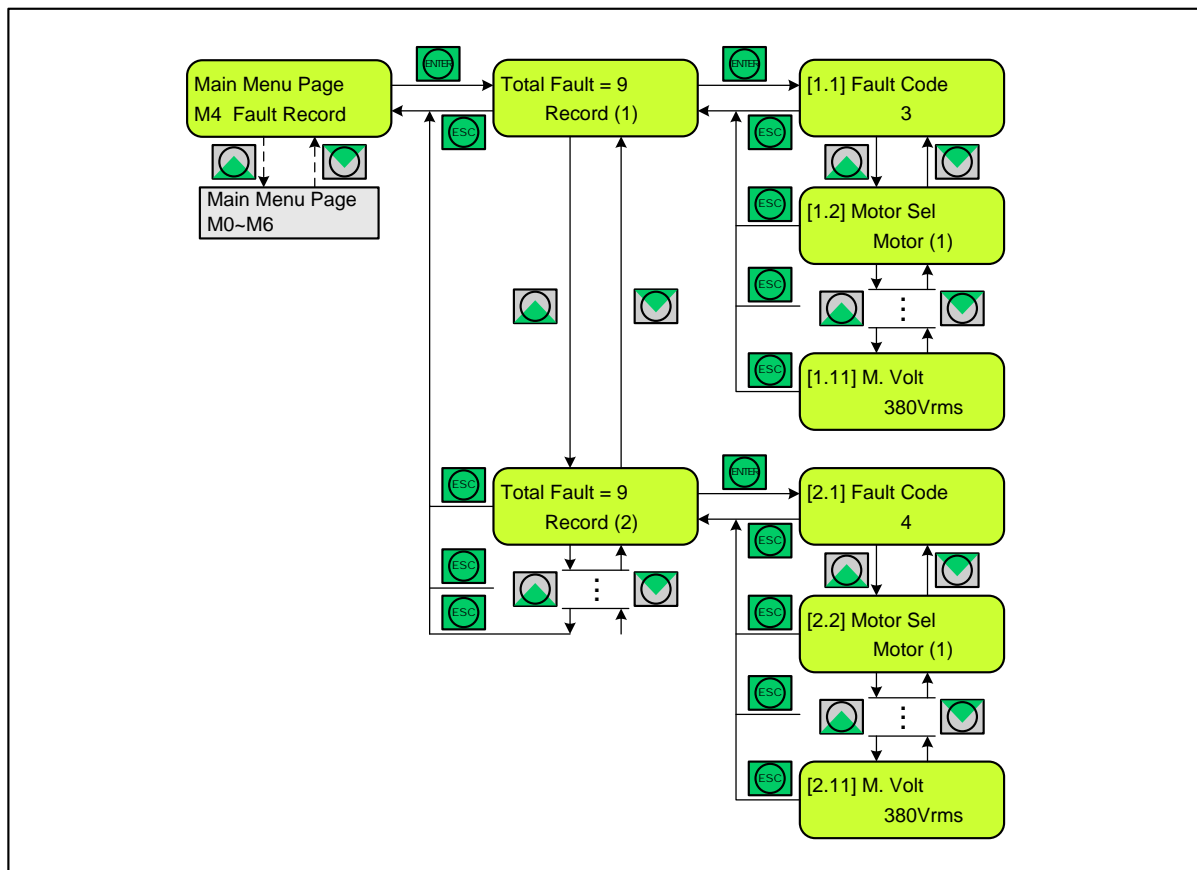 ENTER
ENTER
Main Menu Page
M4 Fault Record
Total Fault = 9
Record (1)
[1.1] Fault Code
3
ESC
ESC
Main Menu Page
M0~M6
ESC
[1.2] Motor Sel
Motor (1)
ESC
ESC
[1.11] M. Volt
380Vrms
ENTER
ESC
Total Fault = 9
Record (2)
[2.1] Fault Code
4
ESC
ESC
ESC
ESC
[2.2] Motor Sel
Motor (1)
ESC
ESC
[2.11] M. Volt
380Vrms